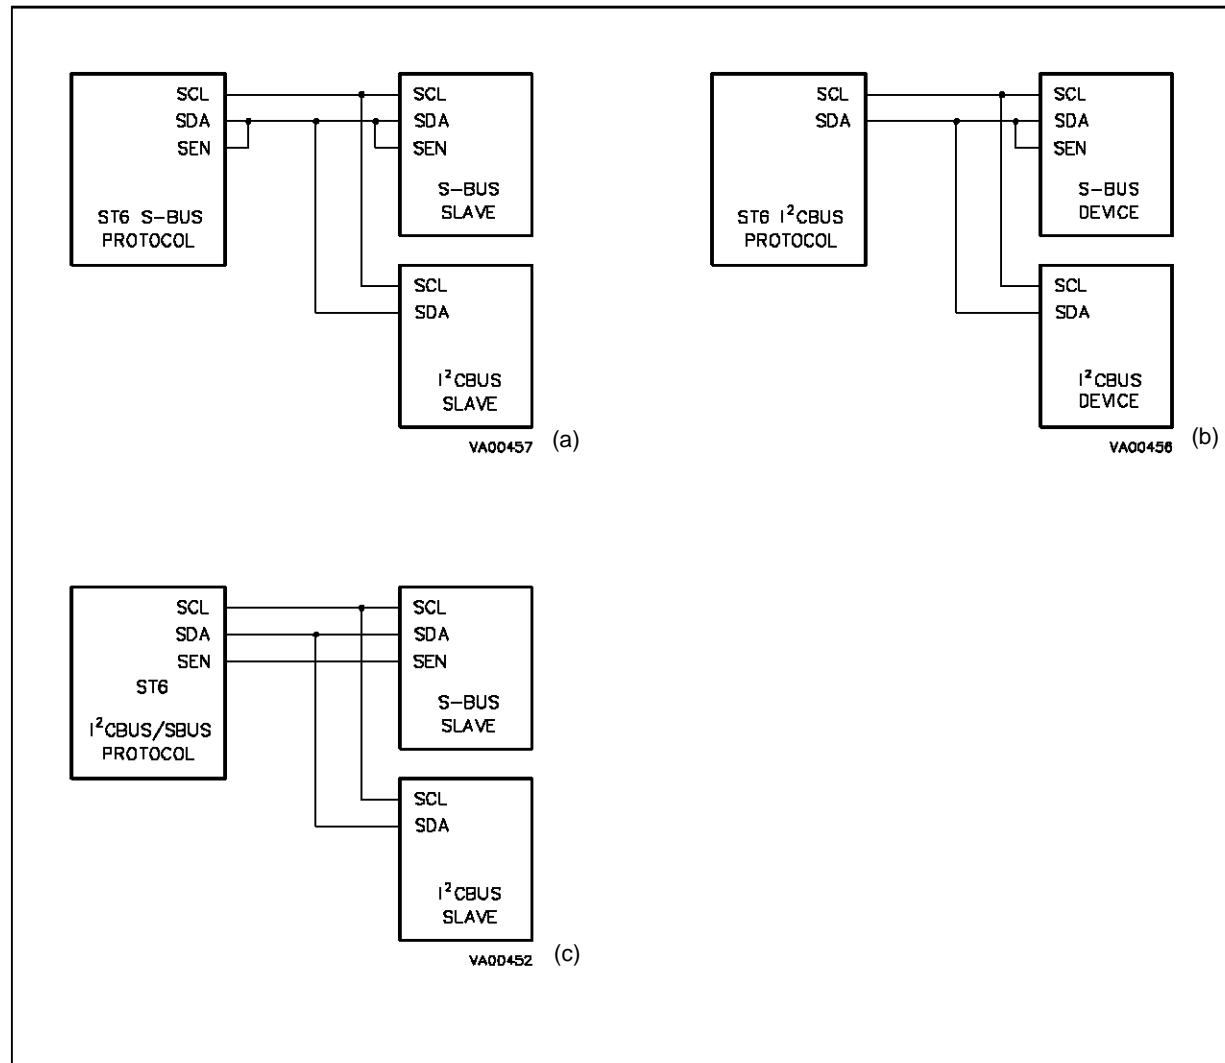 SCL
SDA
SEN
ST6 S-BUS
PROTOCOL
SCL
SDA
SEN
S-BUS
SLAVE
SCL
SDA
I²CBUS
SLAVE
VA00457
(a)
SCL
SDA
ST6 I²CBUS
PROTOCOL
SCL
SDA
SEN
S-BUS
DEVICE
SCL
SDA
I²CBUS
DEVICE
VA00456
(b)
SCL
SDA
SEN
ST6
I²CBUS/SBUS
PROTOCOL
SCL
SDA
SEN
S-BUS
SLAVE
SCL
SDA
I²CBUS
SLAVE
VA00452
(c)